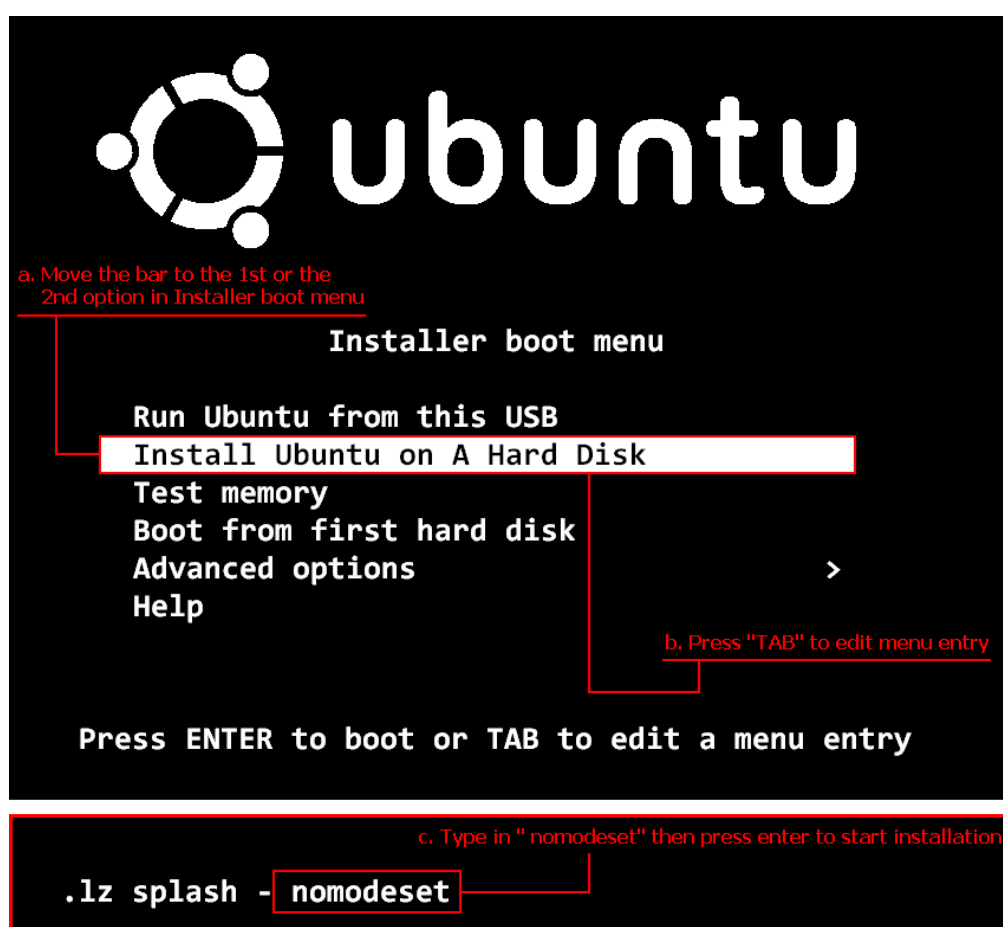 ubuntu
a. Move the bar to the 1st or the
2nd option in Installer boot menu
Installer boot menu
Run Ubuntu from this USB
Install Ubuntu on A Hard Disk
Test memory
Boot from first hard disk
Advanced options >
Help
b. Press "TAB" to edit menu entry
Press ENTER to boot or TAB to edit a menu entry
c. Type in " nomodeset" then press enter to start installation
.lz splash - nomodeset